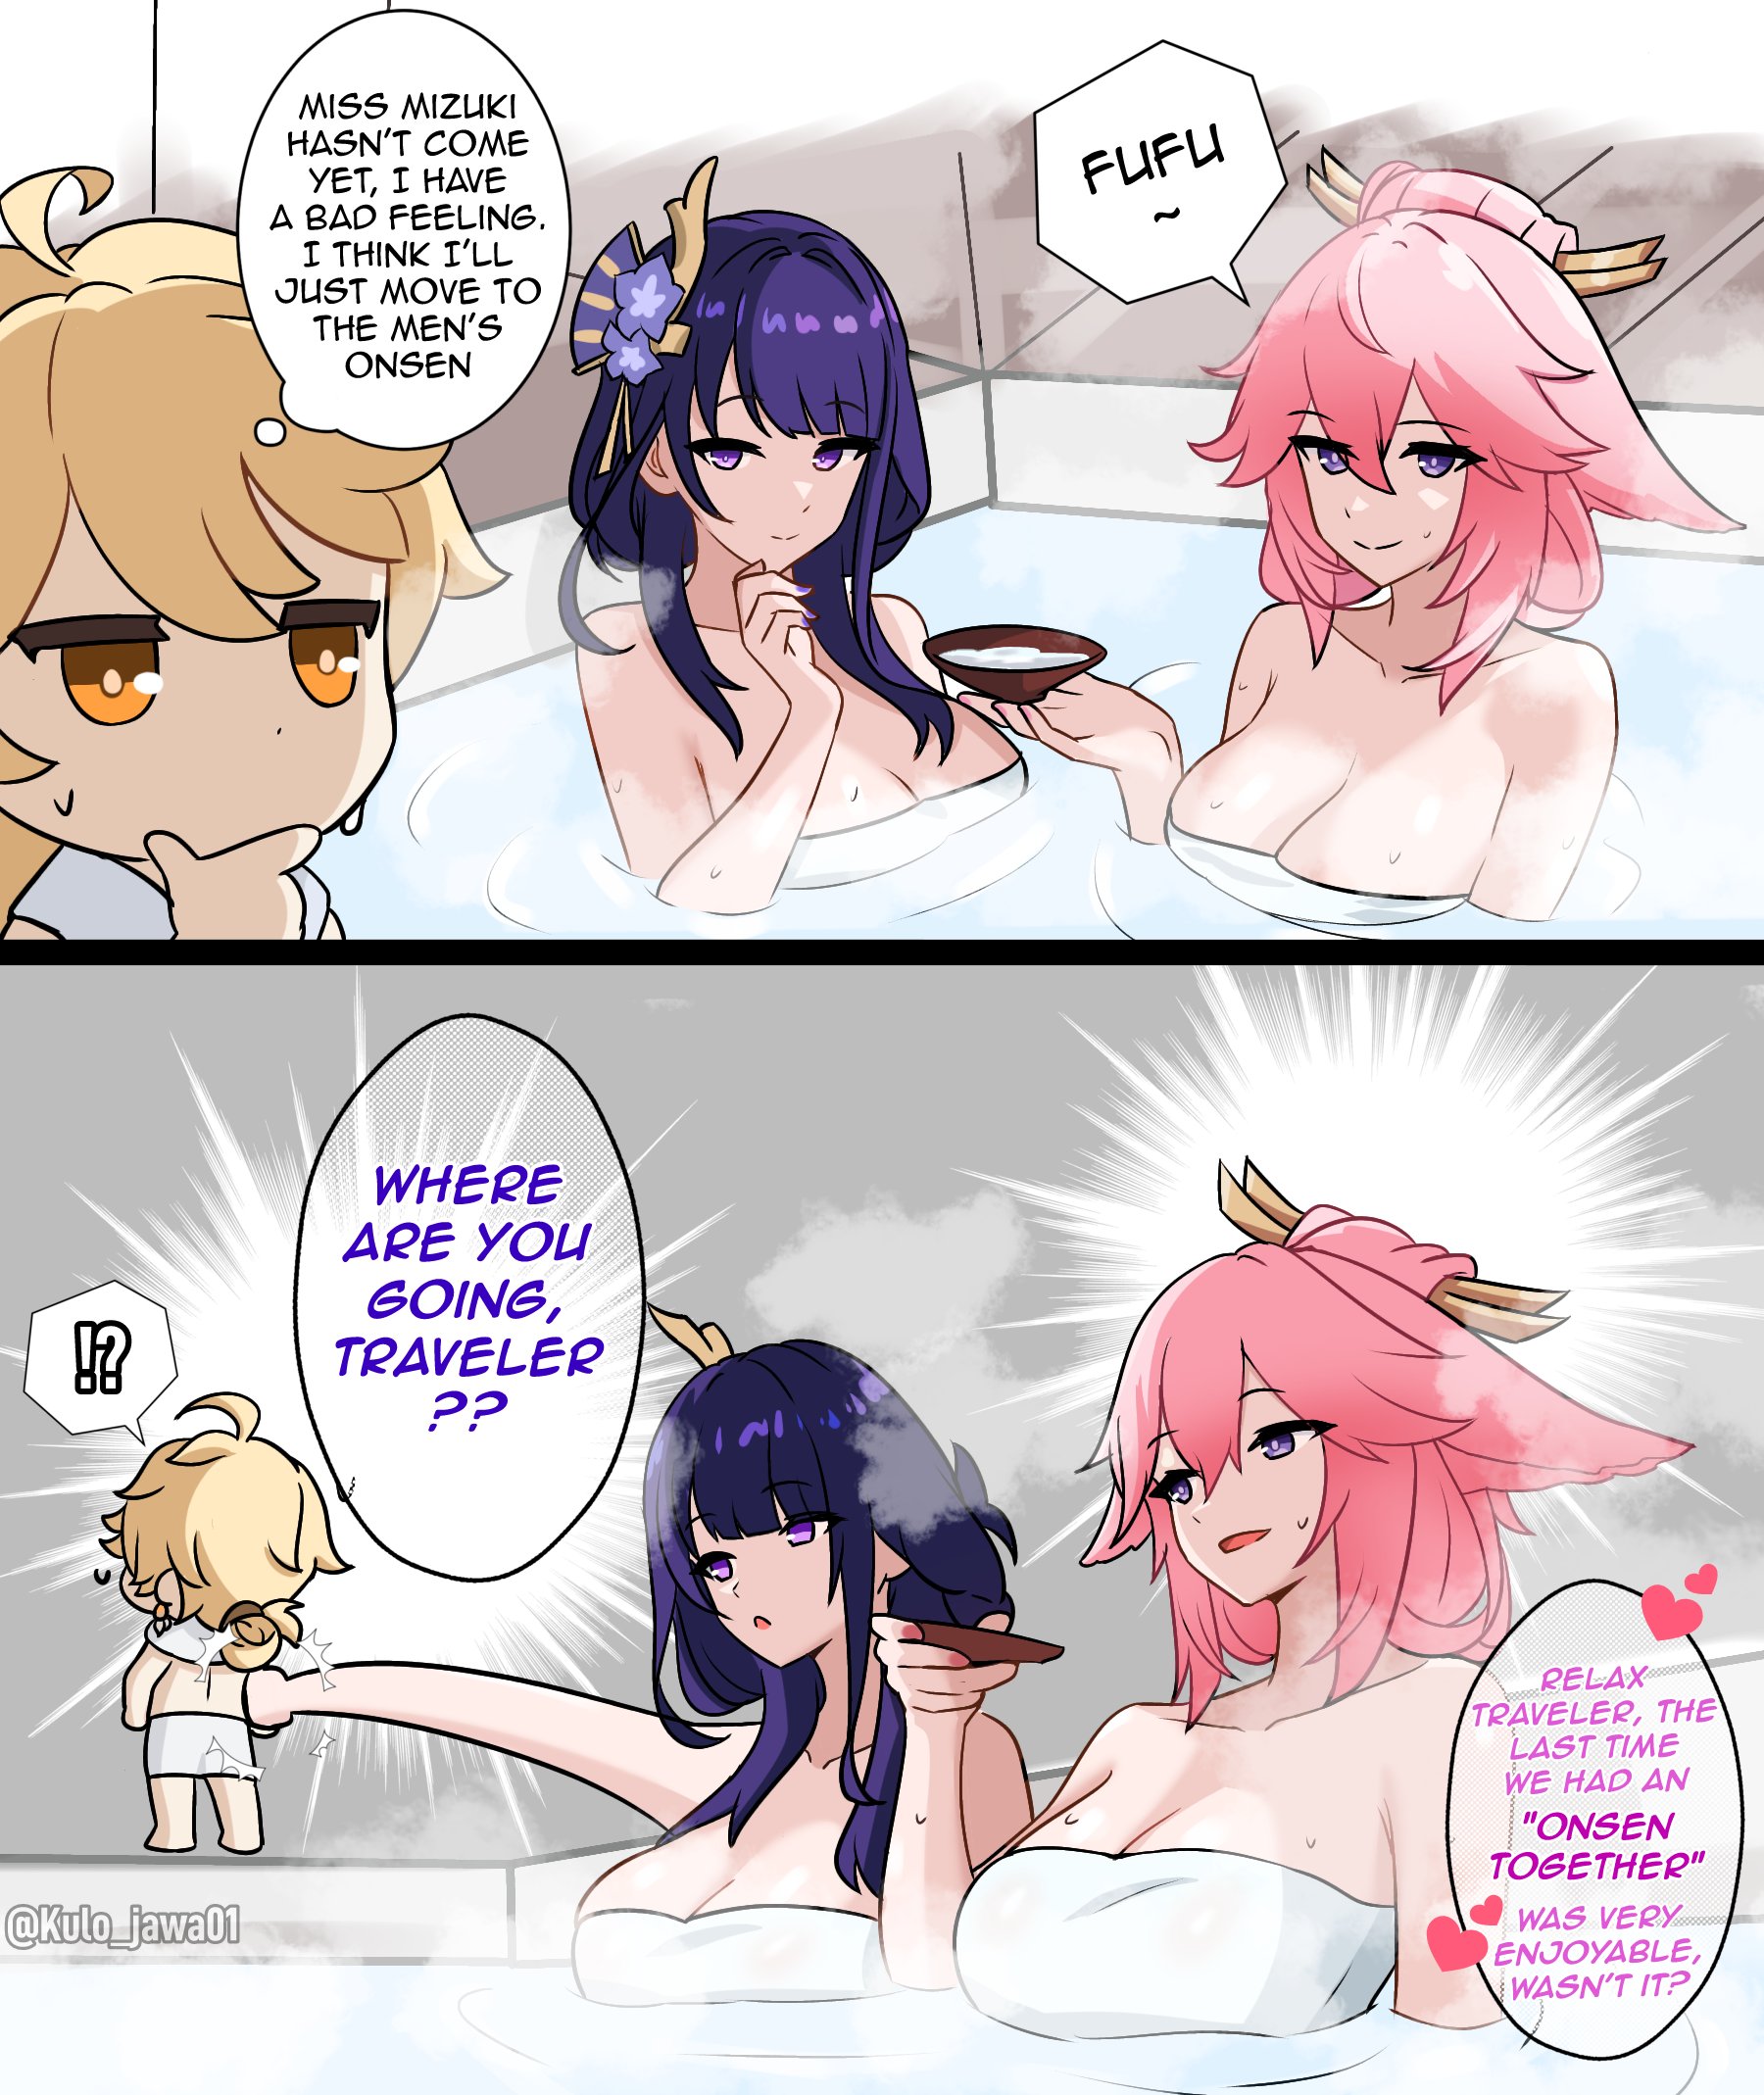 MISS MIZUKI
HASN'T COME
YET, I HAVE
A BAD FEELING.
I THINK I'LL
JUST MOVE TO
THE MEN'S
ONSEN
FUFU
~
!?
WHERE
ARE YOU
GOING,
TRAVELER
??
RELAX
TRAVELER, THE
LAST TIME
WE HAD AN
"ONSEN
TOGETHER"
WAS VERY
ENJOYABLE,
WASN'T IT?
@Kulo_jawa01